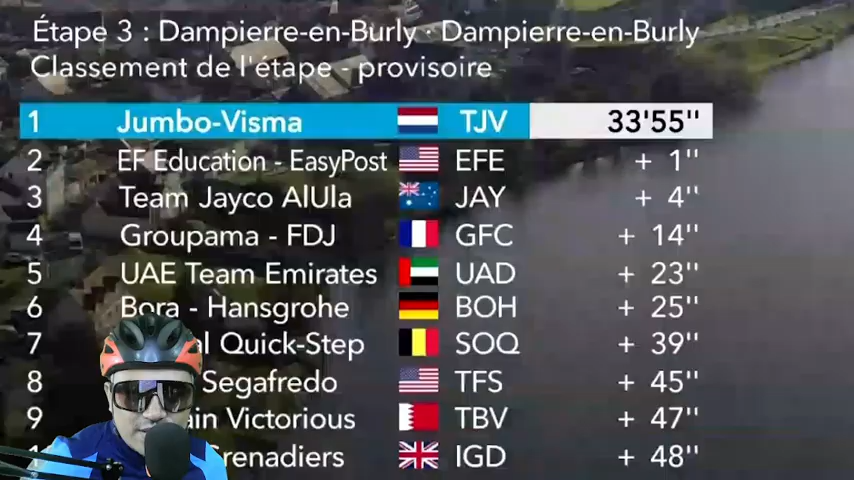 Étape 3 : Dampierre-en-Burly · Dampierre-en-Burly
Classement de l'étape - provisoire
1 Jumbo-Visma TJV 33'55''
2 EF Education - EasyPost EFE + 1''
3 Team Jayco AlUla JAY + 4''
4 Groupama - FDJ GFC + 14''
5 UAE Team Emirates UAD + 23''
6 Bora - Hansgrohe BOH + 25''
7 Quick-Step SOQ + 39''
8 Segafredo TFS + 45''
9 Victorious TBV + 47''
Grenadiers IGD + 48''